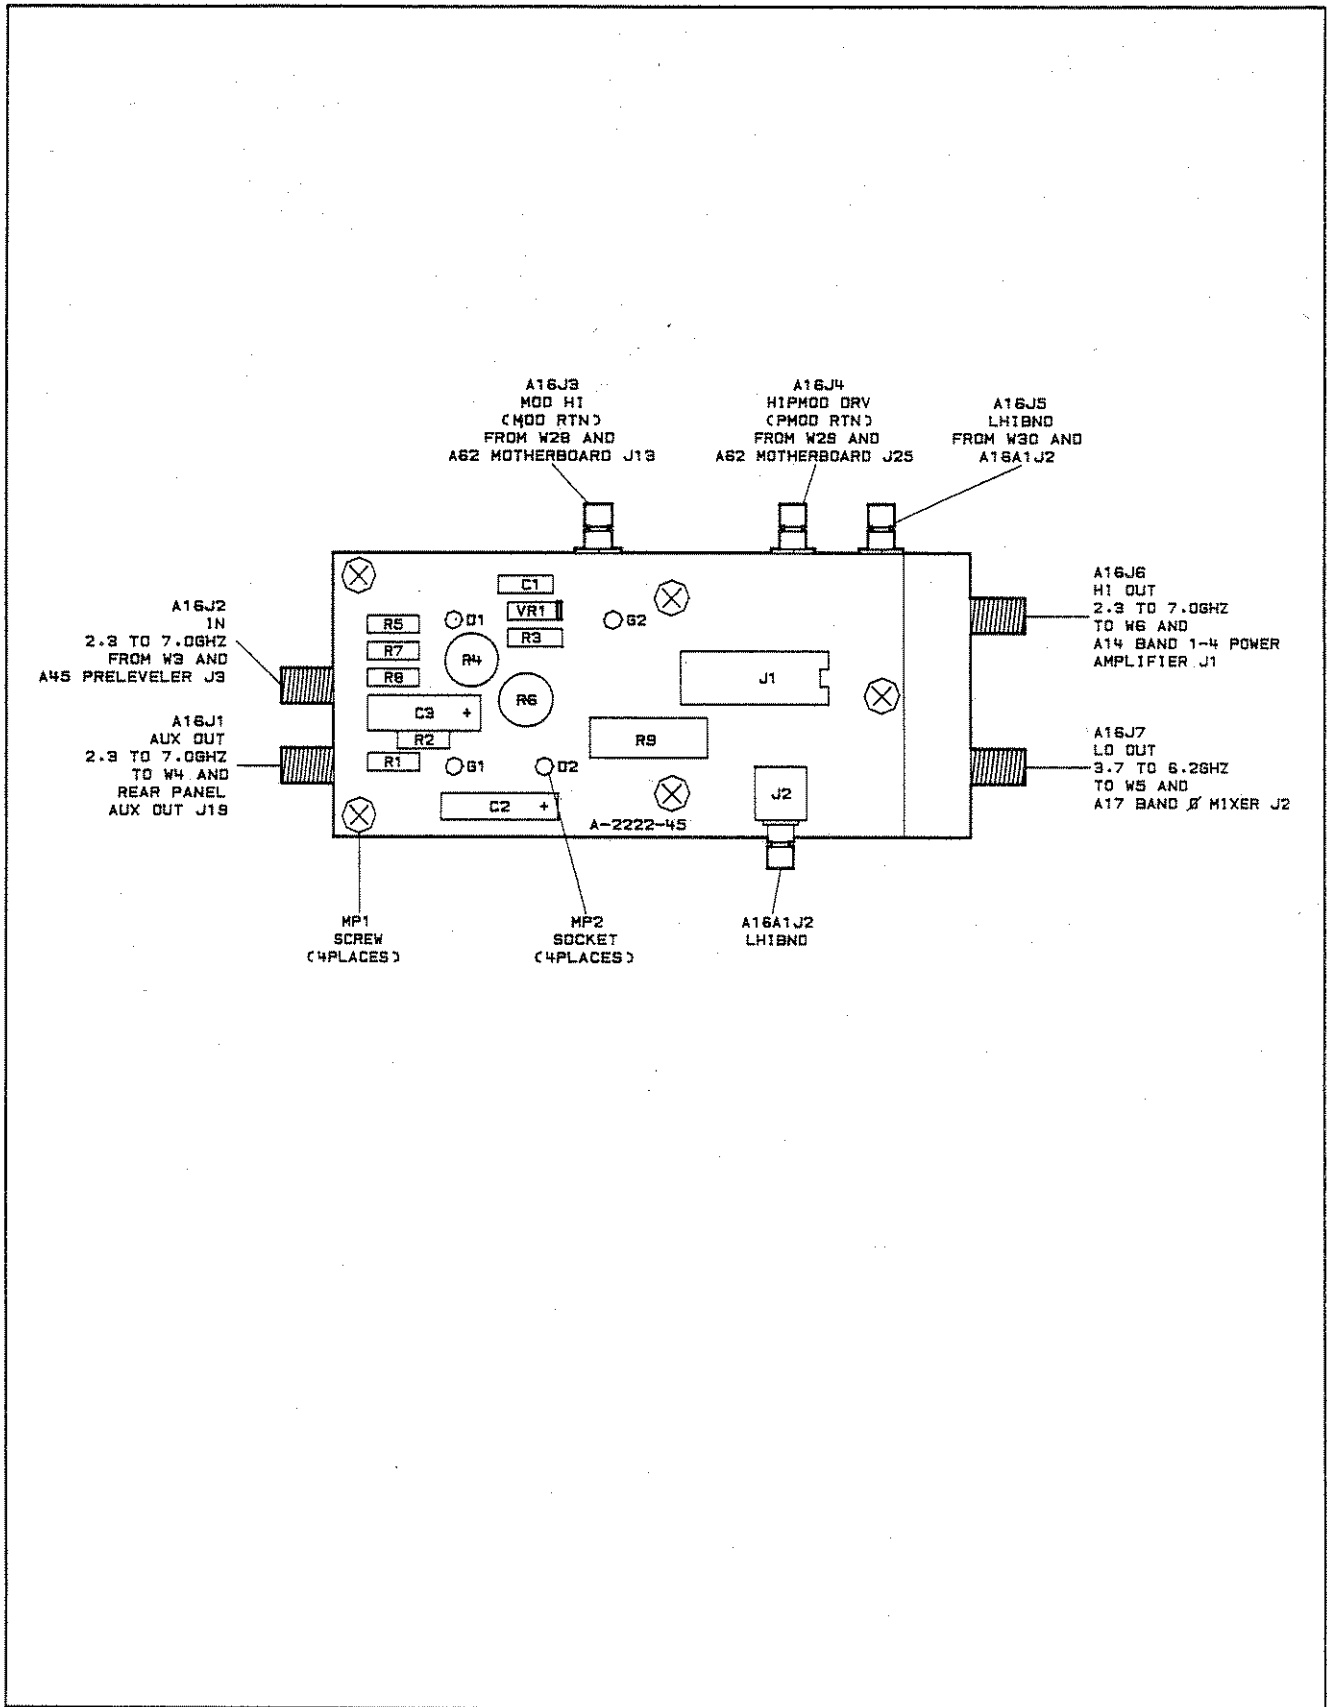 A16J3
MOD HI
(MOD RTN)
FROM W28 AND
A62 MOTHERBOARD J13
A16J4
HIPMOD DRV
(PMOD RTN)
FROM W29 AND
A62 MOTHERBOARD J25
A16J5
LHIBND
FROM W30 AND
A16A1J2
A16J2
IN
2.3 TO 7.0GHZ
FROM W3 AND
A45 PRELEVELER J3
A16J1
AUX OUT
2.3 TO 7.0GHZ
TO W4 AND
REAR PANEL
AUX OUT J19
C1
VR1
R3
R5
D1
G2
R7
R4
R8
R6
J1
C3 +
R2
R9
R1
G1
D2
J2
C2 +
A-2222-45
A16J6
HI OUT
2.3 TO 7.0GHZ
TO W6 AND
A14 BAND 1-4 POWER
AMPLIFIER J1
A16J7
LO OUT
3.7 TO 6.2GHZ
TO W5 AND
A17 BAND Ø MIXER J2
MP1
SCREW
(4PLACES)
MP2
SOCKET
(4PLACES)
A16A1J2
LHIBND